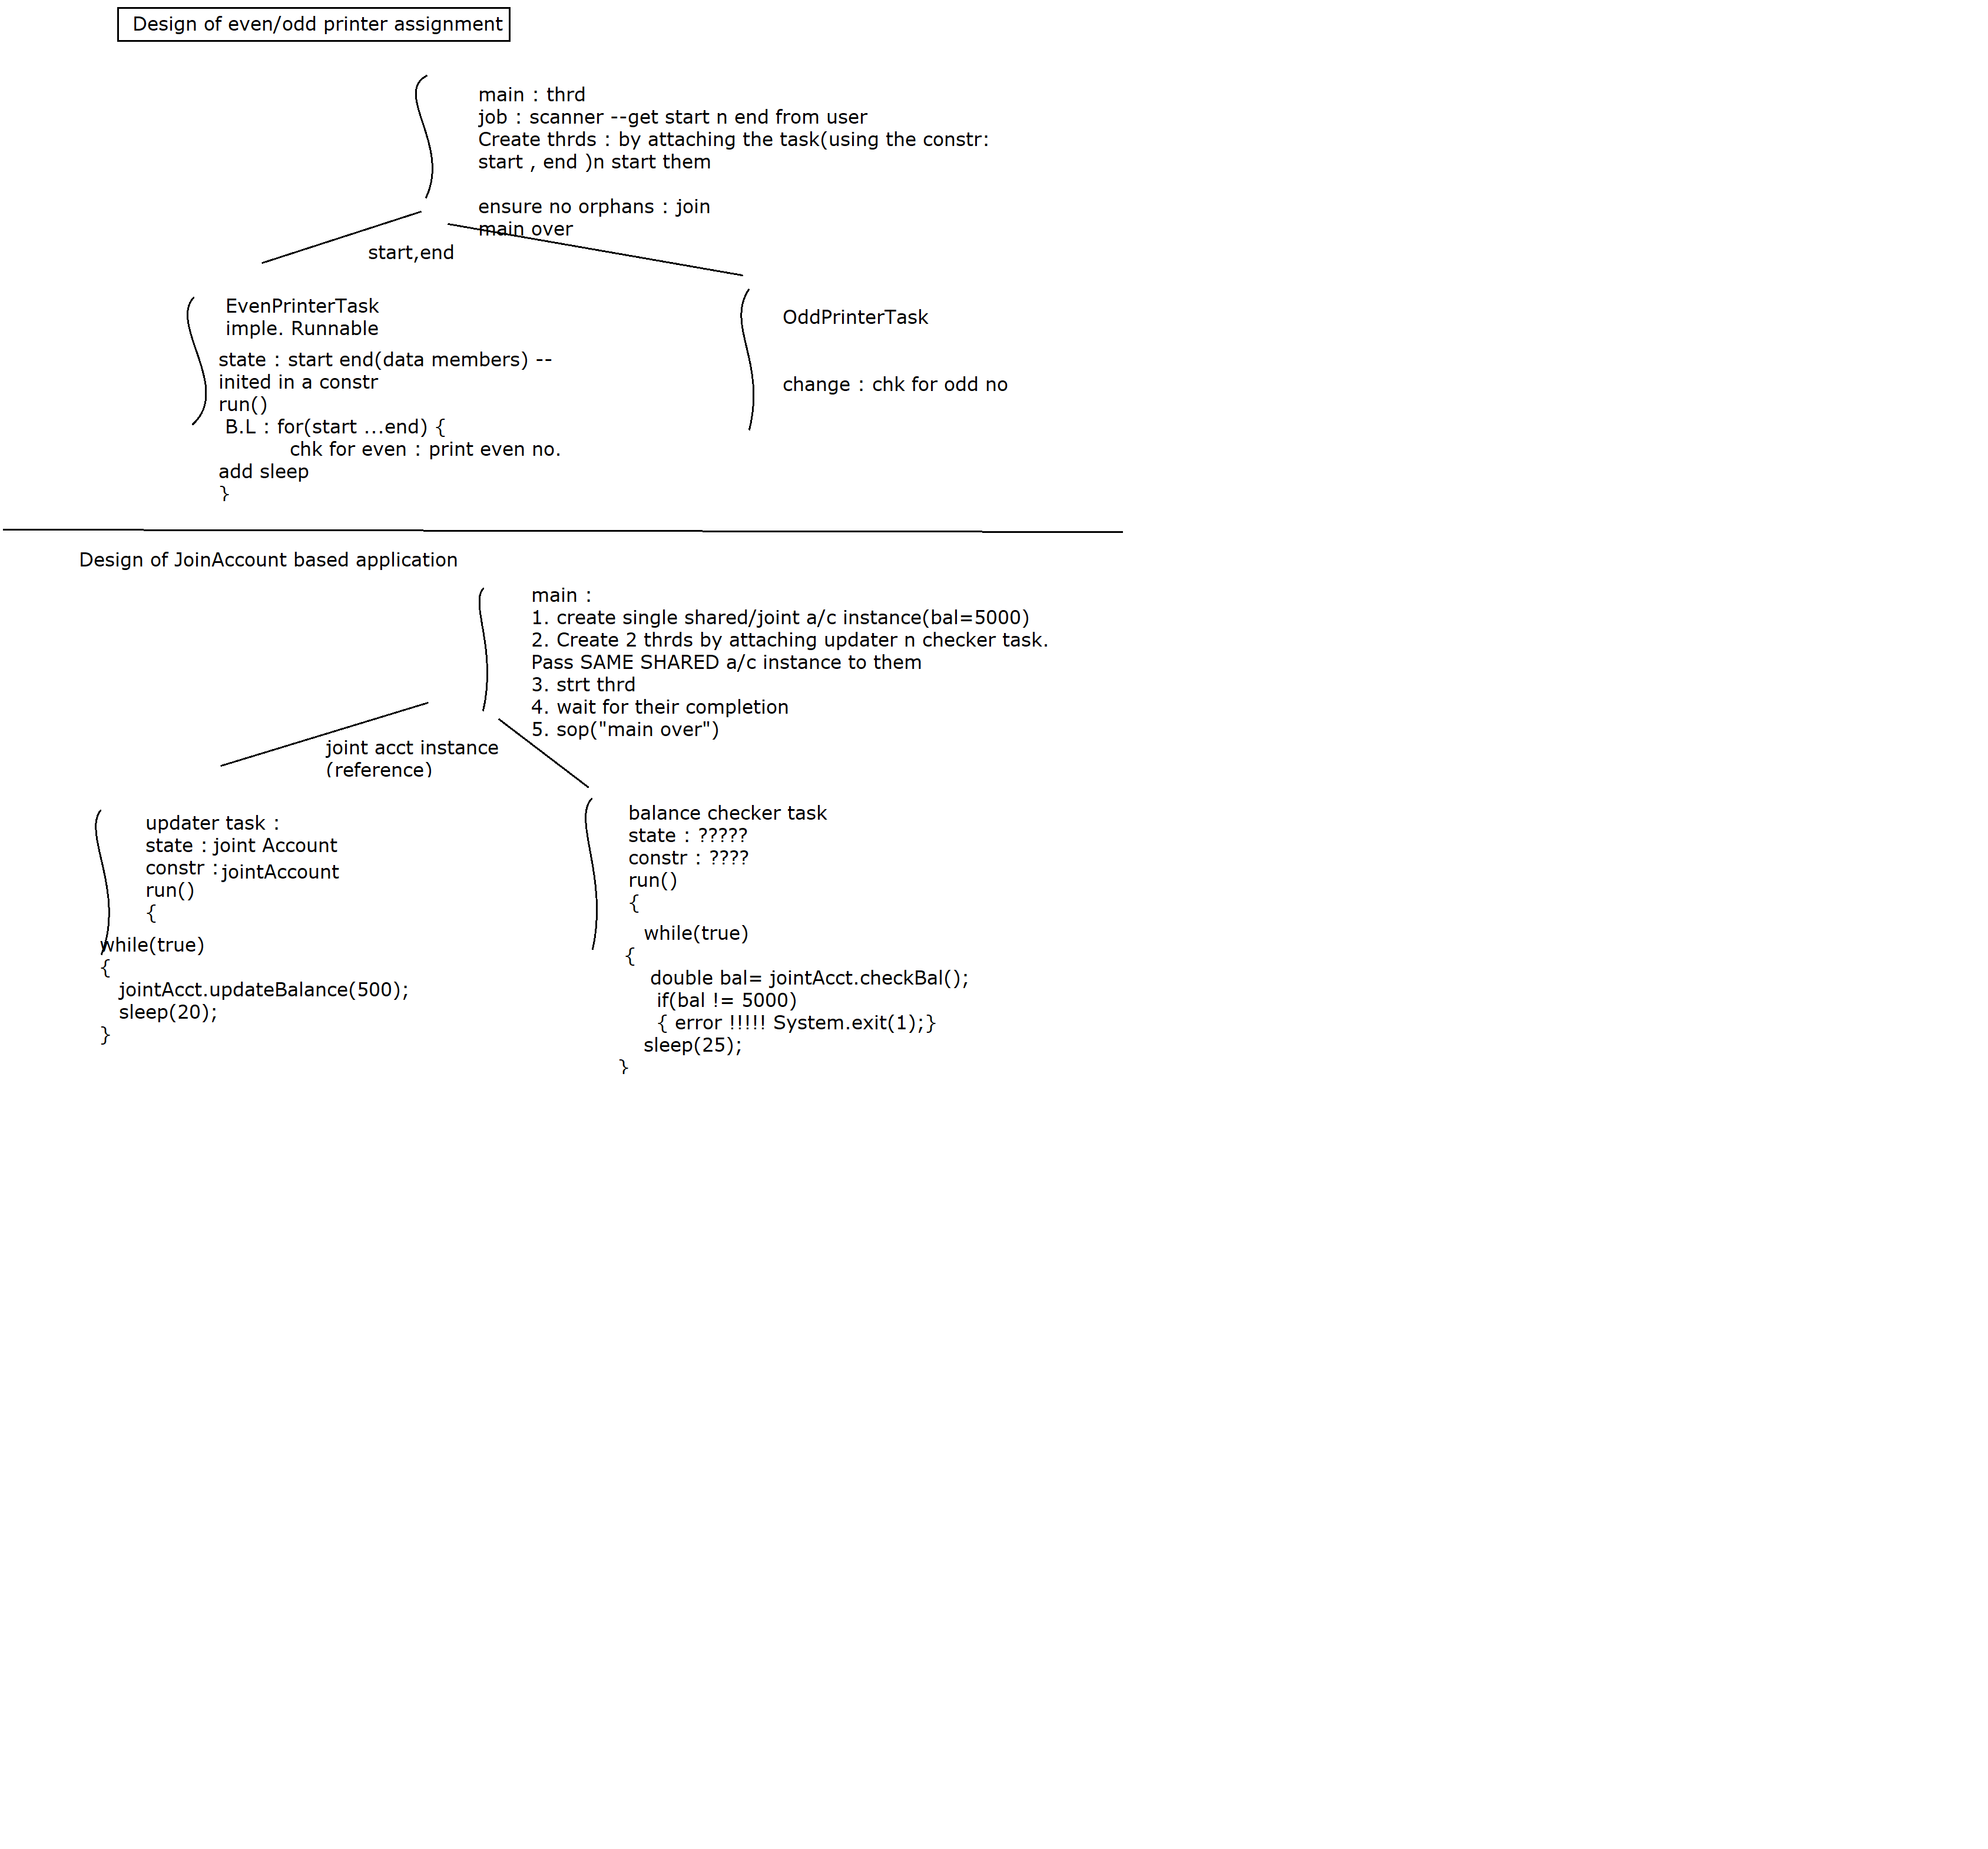 Design of even/odd printer assignment
main : thrd
job : scanner --get start n end from user
Create thrds : by attaching the task(using the constr:
start , end )n start them
ensure no orphans : join
main over
start,end
EvenPrinterTask
imple. Runnable
state : start end(data members) --
inited in a constr
run()
B.L : for(start ...end) {
chk for even : print even no.
add sleep
}
OddPrinterTask
change : chk for odd no
Design of JoinAccount based application
main :
1. create single shared/joint a/c instance(bal=5000)
2. Create 2 thrds by attaching updater n checker task.
Pass SAME SHARED a/c instance to them
3. strt thrd
4. wait for their completion
5. sop("main over")
joint acct instance
(reference)
updater task :
state : joint Account
constr : jointAccount
run()
{
while(true)
{
jointAcct.updateBalance(500);
sleep(20);
}
balance checker task
state : ?????
constr : ????
run()
{
while(true)
{
double bal= jointAcct.checkBal();
if(bal != 5000)
{ error !!!!! System.exit(1);}
sleep(25);
}